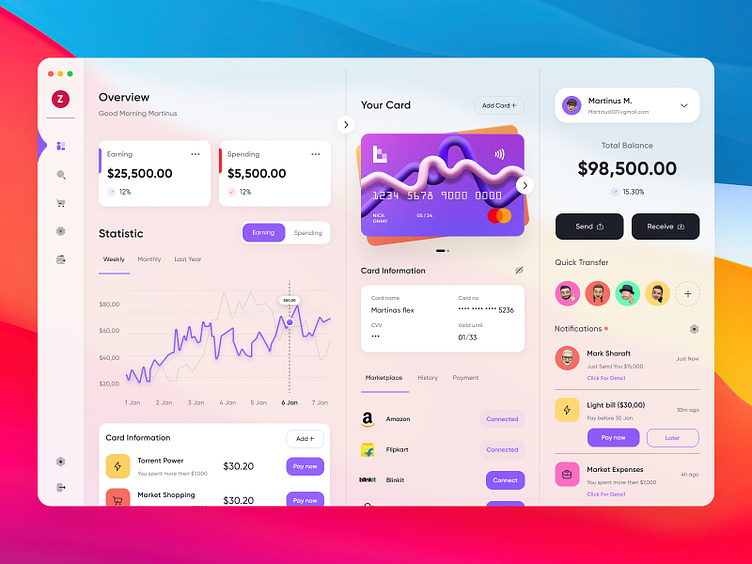 Z
Overview
Good Morning Martinus
Earning
$25,500.00
12%
Spending
$5,500.00
12%
Statistic
Earning
Spending
Weekly
Monthly
Last Year
$80,00
$60,00
$40,00
$20,00
$80.00
1 Jan
2 Jan
3 Jan
4 Jan
5 Jan
6 Jan
7 Jan
Card Information
Add +
Torrent Power
You spent more then $7,000
$30.20
Pay now
Market Shopping
$30.20
Pay now
Your Card
Add Card +
1234 5678 9000 0000
NICK
OHMY
05/24
Card Information
Card name
Martinas flex
Card no
•••• •••• •••• 5236
CVV
•••
Valid until
01/33
Marketplace
History
Payment
Amazon
Connected
Flipkart
Connected
blinkit
Blinkit
Connect
Martinus M.
Martinus001@gmail.com
Total Balance
$98,500.00
15.30%
Send
Receive
Quick Transfer
+
Notifications
Mark Sharaft
Just Now
Just Send You $15,000
Click For Detail
Light bill ($30,00)
30m ago
Pay before 20 Jan
Pay now
Later
Market Expenses
4h ago
You spent more then $7,000
Click For Detail